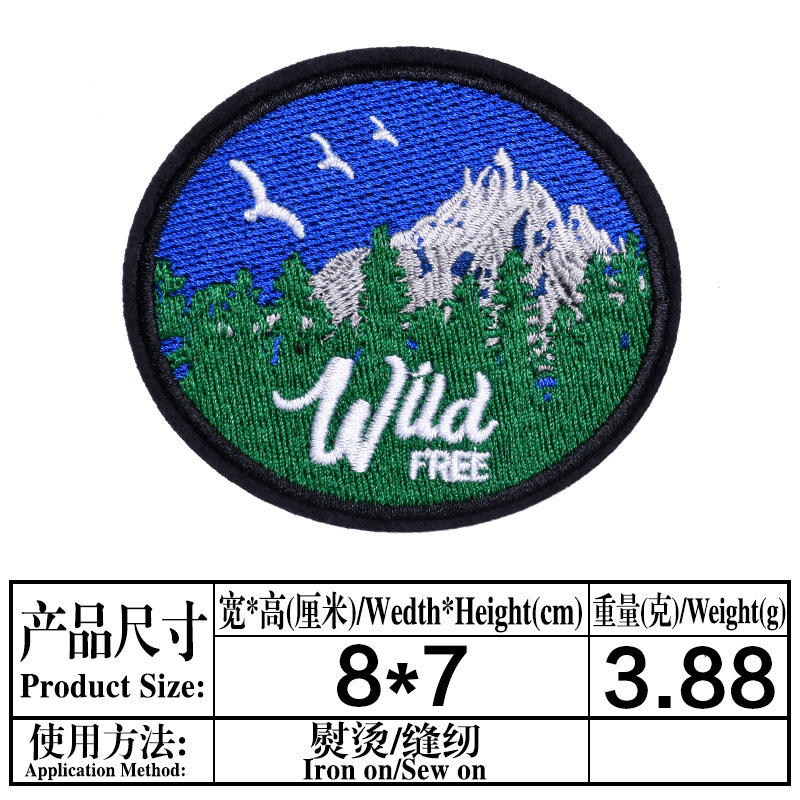 Wild
FREE
产品尺寸
Product Size:
宽*高(厘米)/Wedth*Height(cm)
8*7
重量(克)/Weight(g)
3.88
使用方法:
Application Method:
熨烫/缝纫
Iron on/Sew on